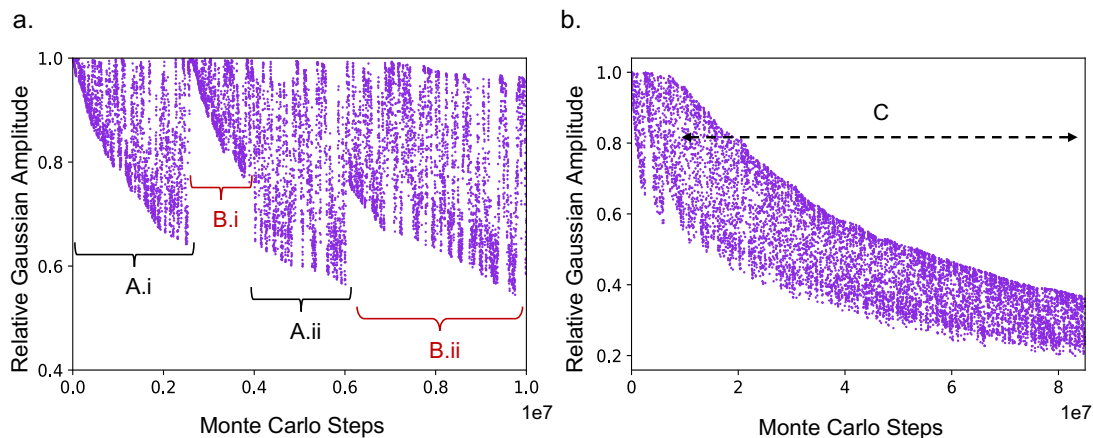 a.
Relative Gaussian Amplitude
1.0
0.8
0.6
0.4
A.i
B.i
A.ii
B.ii
0.0 0.2 0.4 0.6 0.8 1.0
1e7
Monte Carlo Steps
b.
Relative Gaussian Amplitude
1.0
0.8
0.6
0.4
0.2
C
0 2 4 6 8
1e7
Monte Carlo Steps